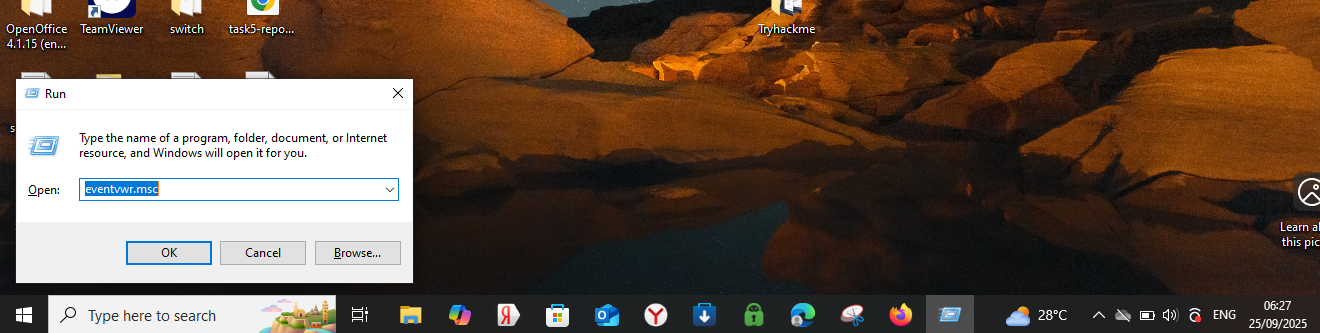 OpenOffice
4.1.15 (en...
TeamViewer
switch
task5-repo...
Tryhackme
Run
Type the name of a program, folder, document, or Internet
resource, and Windows will open it for you.
Open:
eventvwr.msc
OK
Cancel
Browse...
Learn a
this pic
Type here to search
28°C
ENG
06:27
25/09/2025